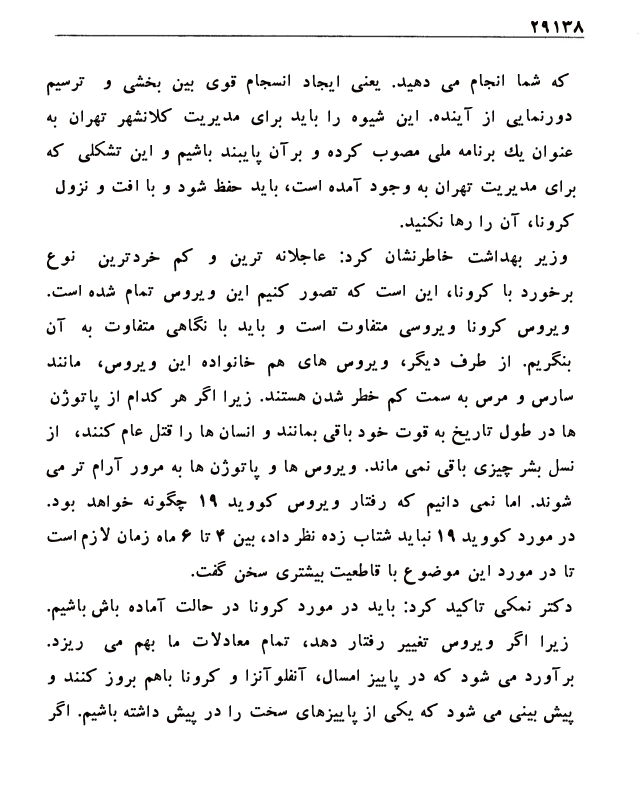 ۲۹۱۳۸
که شما انجام می دهید. یعنی ایجاد انسجام قوی بین بخشی و ترسیم
دورنمایی از آینده. این شیوه را باید برای مدیریت کلانشهر تهران به
عنوان یك برنامه ملی مصوب کرده و برآن پایبند باشیم و این تشکلی که
برای مدیریت تهران به وجود آمده است، باید حفظ شود و با افت و نزول
کرونا، آن را رها نکنید.
وزیر بهداشت خاطرنشان کرد: عاجلانه ترین و کم خردترین نوع
برخورد با کرونا، این است که تصور کنیم این ویروس تمام شده است.
ویروس کرونا ویروسی متفاوت است و باید با نگاهی متفاوت به آن
بنگریم. از طرف دیگر، ویروس های هم خانواده این ویروس، مانند
سارس و مرس به سمت کم خطر شدن هستند. زیرا اگر هر کدام از پاتوژن
ها در طول تاریخ به قوت خود باقی بمانند و انسان ها را قتل عام کنند، از
نسل بشر چیزی باقی نمی ماند. ویروس ها و پاتوژن ها به مرور آرام تر می
شوند. اما نمی دانیم که رفتار ویروس کووید ۱۹ چگونه خواهد بود.
در مورد کووید ۱۹ نباید شتاب زده نظر داد، بین ۴ تا ۶ ماه زمان لازم است
تا در مورد این موضوع با قاطعیت بیشتری سخن گفت.
دکتر نمکی تاکید کرد: باید در مورد کرونا در حالت آماده باش باشیم.
زیرا اگر ویروس تغییر رفتار دهد، تمام معادلات ما بهم می ریزد.
برآورد می شود که در پاییز امسال، آنفلوآنزا و کرونا باهم بروز کنند و
پیش بینی می شود که یکی از پاییزهای سخت را در پیش داشته باشیم. اگر